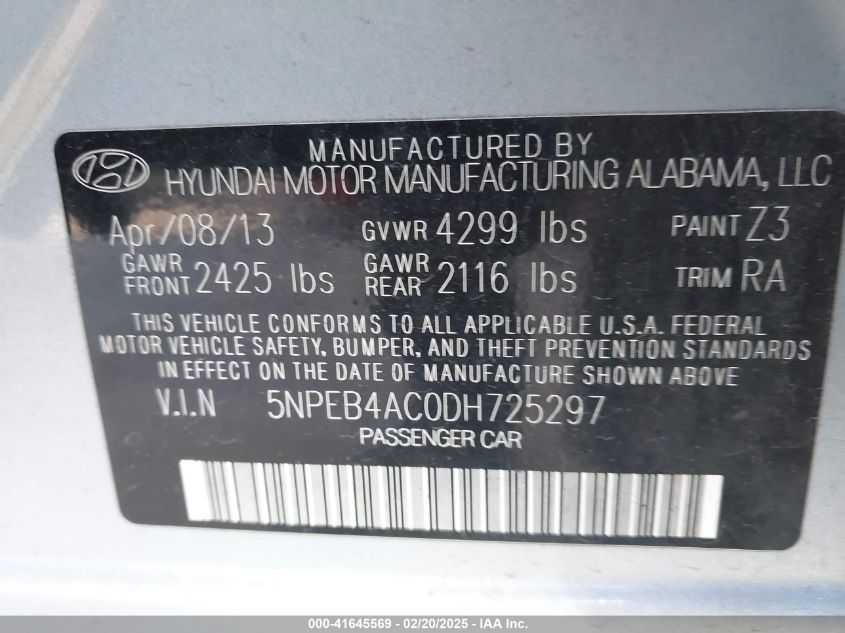 MANUFACTURED BY
HYUNDAI MOTOR MANUFACTURING ALABAMA, LLC
Apr/08/13 GVWR 4299 lbs PAINT Z3
GAWR FRONT 2425 lbs GAWR REAR 2116 lbs TRIM RA
THIS VEHICLE CONFORMS TO ALL APPLICABLE U.S.A. FEDERAL
MOTOR VEHICLE SAFETY, BUMPER, AND THEFT PREVENTION STANDARDS
IN EFFECT ON THE DATE OF MANUFACTURE SHOWN ABOVE
V.I.N 5NPEB4AC0DH725297
PASSENGER CAR
000-41645569 - 02/20/2025 - IAA Inc.